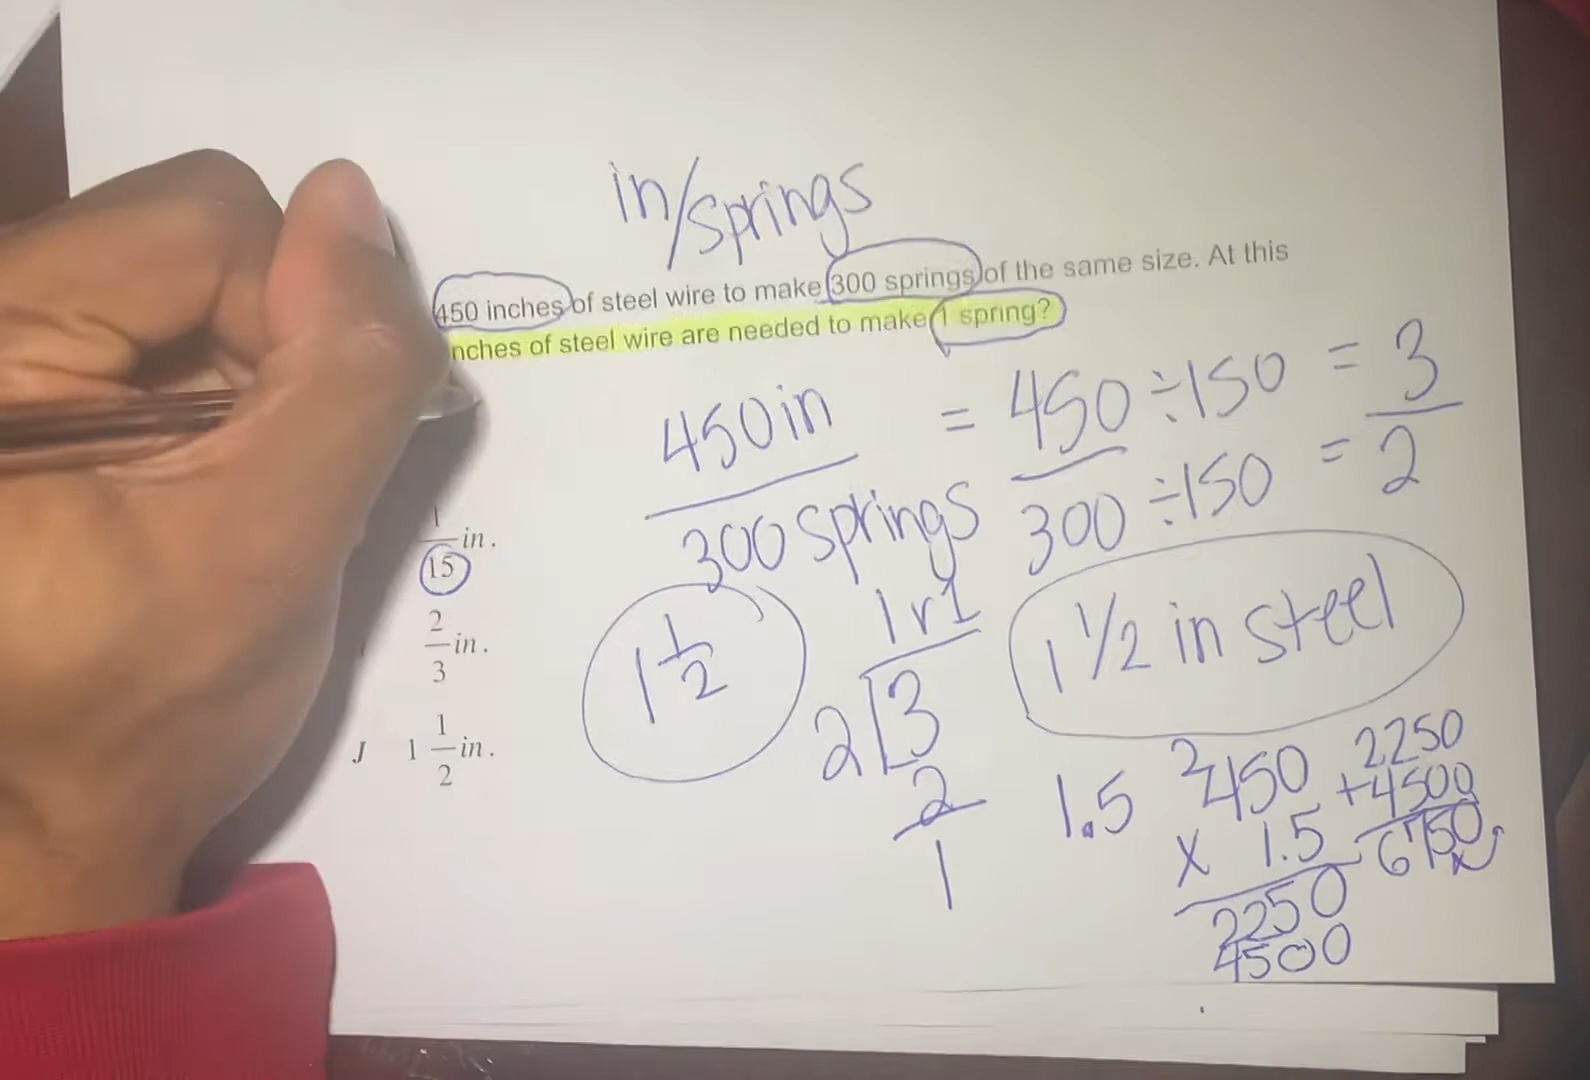 in/springs
450 inches of steel wire to make 300 springs of the same size. At this
nches of steel wire are needed to make 1 spring?
450in = 450 ÷150 = 3
300 springs 300 ÷150 = 2
1
15 in.
2
3 in.
J 1 1
2 in.
1 1/2
1 r1
2 3
2
1
1 1/2 in steel
1.5
2
450
x 1.5
2250
4500
2250
+4500
6750